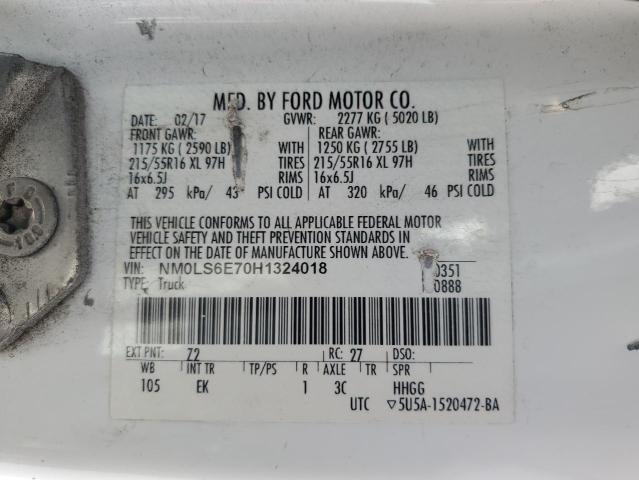 MFD. BY FORD MOTOR CO.
DATE: 02/17 GVWR: 2277 KG ( 5020 LB)
FRONT GAWR: REAR GAWR:
1175 KG ( 2590 LB) WITH 1250 KG ( 2755 LB) WITH
215/55R16 XL 97H TIRES 215/55R16 XL 97H TIRES
16x6.5J RIMS 16x6.5J RIMS
AT 295 kPa/ 43 PSI COLD AT 320 kPa/ 46 PSI COLD
THIS VEHICLE CONFORMS TO ALL APPLICABLE FEDERAL MOTOR
VEHICLE SAFETY AND THEFT PREVENTION STANDARDS IN
EFFECT ON THE DATE OF MANUFACTURE SHOWN ABOVE.
VIN: NM0LS6E70H1324018 0351
TYPE: Truck 0888
EXT PNT: Z2 RC: 27 DSO:
WB INT TR TP/PS R AXLE TR SPR
105 EK 1 3C HHGG
UTC ▽5U5A-1520472-BA